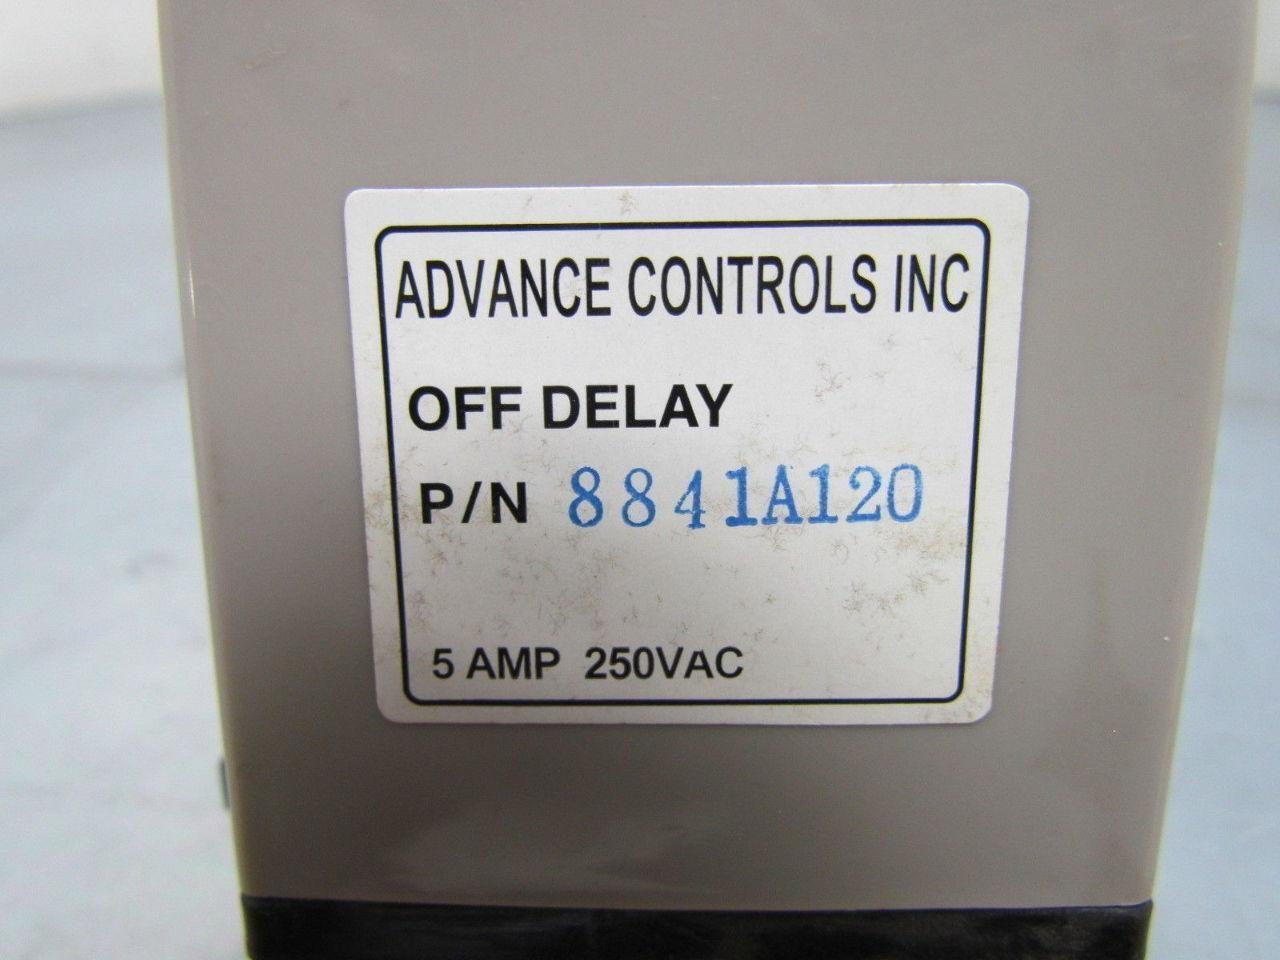 ADVANCE CONTROLS INC
OFF DELAY
P/N 8841A120
5 AMP 250VAC